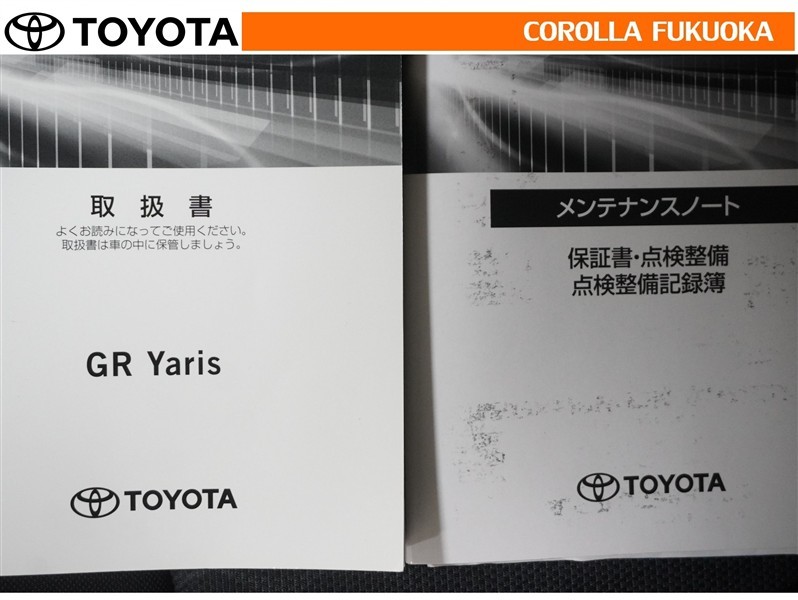 TOYOTA
COROLLA FUKUOKA
取扱書
よくお読みになってご使用ください。
取扱書は車の中に保管しましょう。
GR Yaris
TOYOTA
メンテナンスノート
保証書・点検整備
点検整備記録簿
TOYOTA